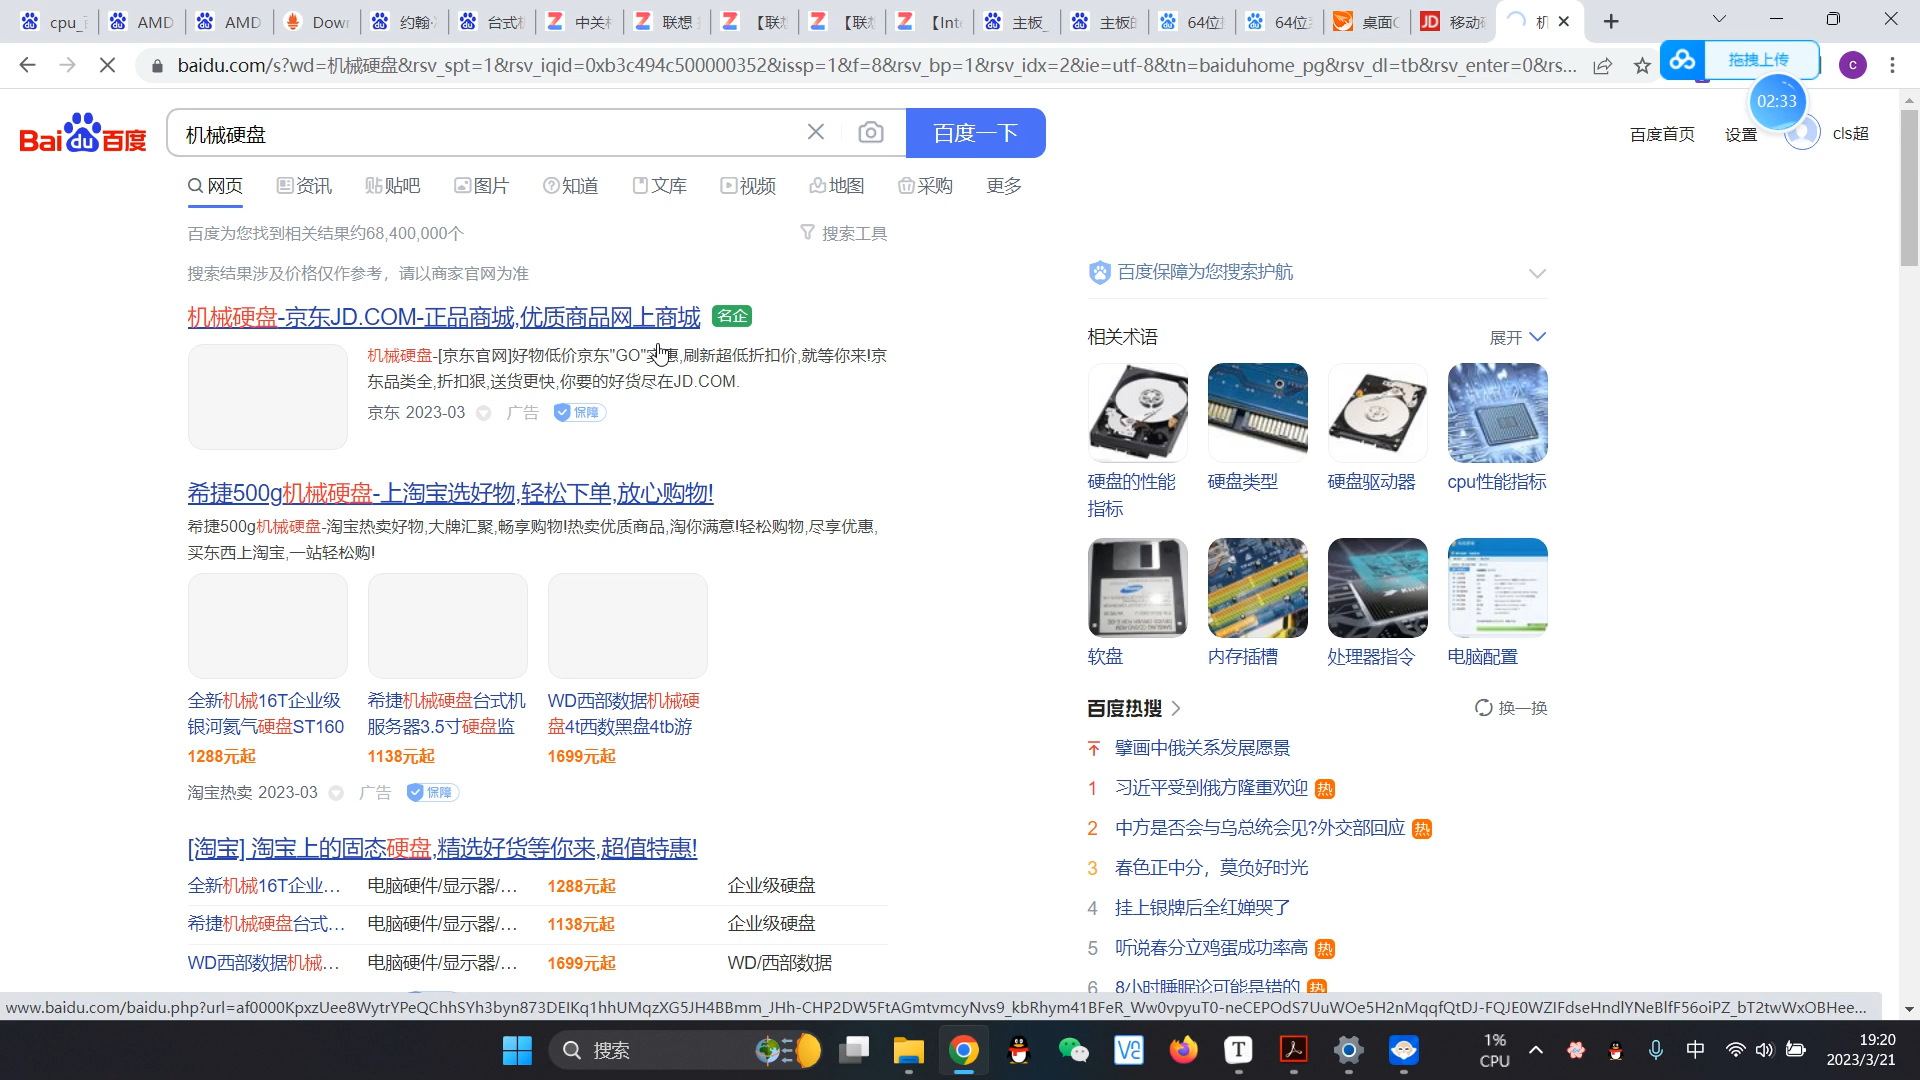 cpu_百
AMD
AMD
Down
约翰·
台式机
中关村
联想
【联想
【联想
【Inte
主板_
主板的
64位操
64位系
桌面C
移动硬
机
baidu.com/s?wd=机械硬盘&rsv_spt=1&rsv_iqid=0xb3c494c500000352&issp=1&f=8&rsv_bp=1&rsv_idx=2&ie=utf-8&tn=baiduhome_pg&rsv_dl=tb&rsv_enter=0&rs...
拖拽上传
c
02:33
Bai du 百度
机械硬盘
百度一下
百度首页
设置
cls超
网页
资讯
贴吧
图片
知道
文库
视频
地图
采购
更多
百度为您找到相关结果约68,400,000个
搜索工具
搜索结果涉及价格仅作参考，请以商家官网为准
机械硬盘-京东JD.COM-正品商城,优质商品网上商城 名企
机械硬盘-[京东官网]好物低价京东"GO"实惠,刷新超低折扣价,就等你来!京
东品类全,折扣狠,送货更快,你要的好货尽在JD.COM.
京东 2023-03 广告 保障
希捷500g机械硬盘-上淘宝选好物,轻松下单,放心购物!
希捷500g机械硬盘-淘宝热卖好物,大牌汇聚,畅享购物!热卖优质商品,淘你满意!轻松购物,尽享优惠,
买东西上淘宝,一站轻松购!
全新机械16T企业级
银河氦气硬盘ST160
1288元起
希捷机械硬盘台式机
服务器3.5寸硬盘监
1138元起
WD西部数据机械硬
盘4t西数黑盘4tb游
1699元起
淘宝热卖 2023-03 广告 保障
[淘宝] 淘宝上的固态硬盘,精选好货等你来,超值特惠!
全新机械16T企业... 电脑硬件/显示器/... 1288元起 企业级硬盘
希捷机械硬盘台式... 电脑硬件/显示器/... 1138元起 企业级硬盘
WD西部数据机械... 电脑硬件/显示器/... 1699元起 WD/西部数据
百度保障为您搜索护航
相关术语
展开
硬盘的性能
指标
硬盘类型
硬盘驱动器
cpu性能指标
软盘
内存插槽
处理器指令
电脑配置
百度热搜
换一换
擘画中俄关系发展愿景
1 习近平受到俄方隆重欢迎 热
2 中方是否会与乌总统会见?外交部回应 热
3 春色正中分，莫负好时光
4 挂上银牌后全红婵哭了
5 听说春分立鸡蛋成功率高 热
6 8小时睡眠论可能是错的 热
www.baidu.com/baidu.php?url=af0000KpxzUee8WytrYPeQChhSYh3byn873DEIKq1hhUMqzXG5JH4BBmm_JHh-CHP2DW5FtAGmtvmcyNvs9_kbRhym41BFeR_Ww0vpyuT0-neCEPOdS7UuWOe5H2nMqqfQtDJ-FQJE0WZIFdseHndlYNeBlfF56oiPZ_bT2twWxOBHee...
搜索
1%
CPU
中
19:20
2023/3/21